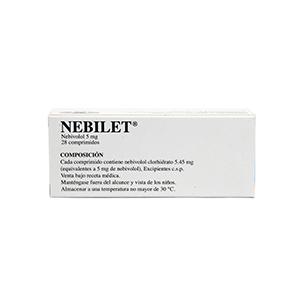 NEBILET®
Nebivolol 5 mg
28 comprimidos
COMPOSICIÓN
Cada comprimido contiene nebivolol clorhidrato 5,45 mg
(equivalentes a 5 mg de nebivolol), Excipientes c.s.p.
Venta bajo receta médica.
Manténgase fuera del alcance y vista de los niños.
Almacenar a una temperatura no mayor de 30 °C.